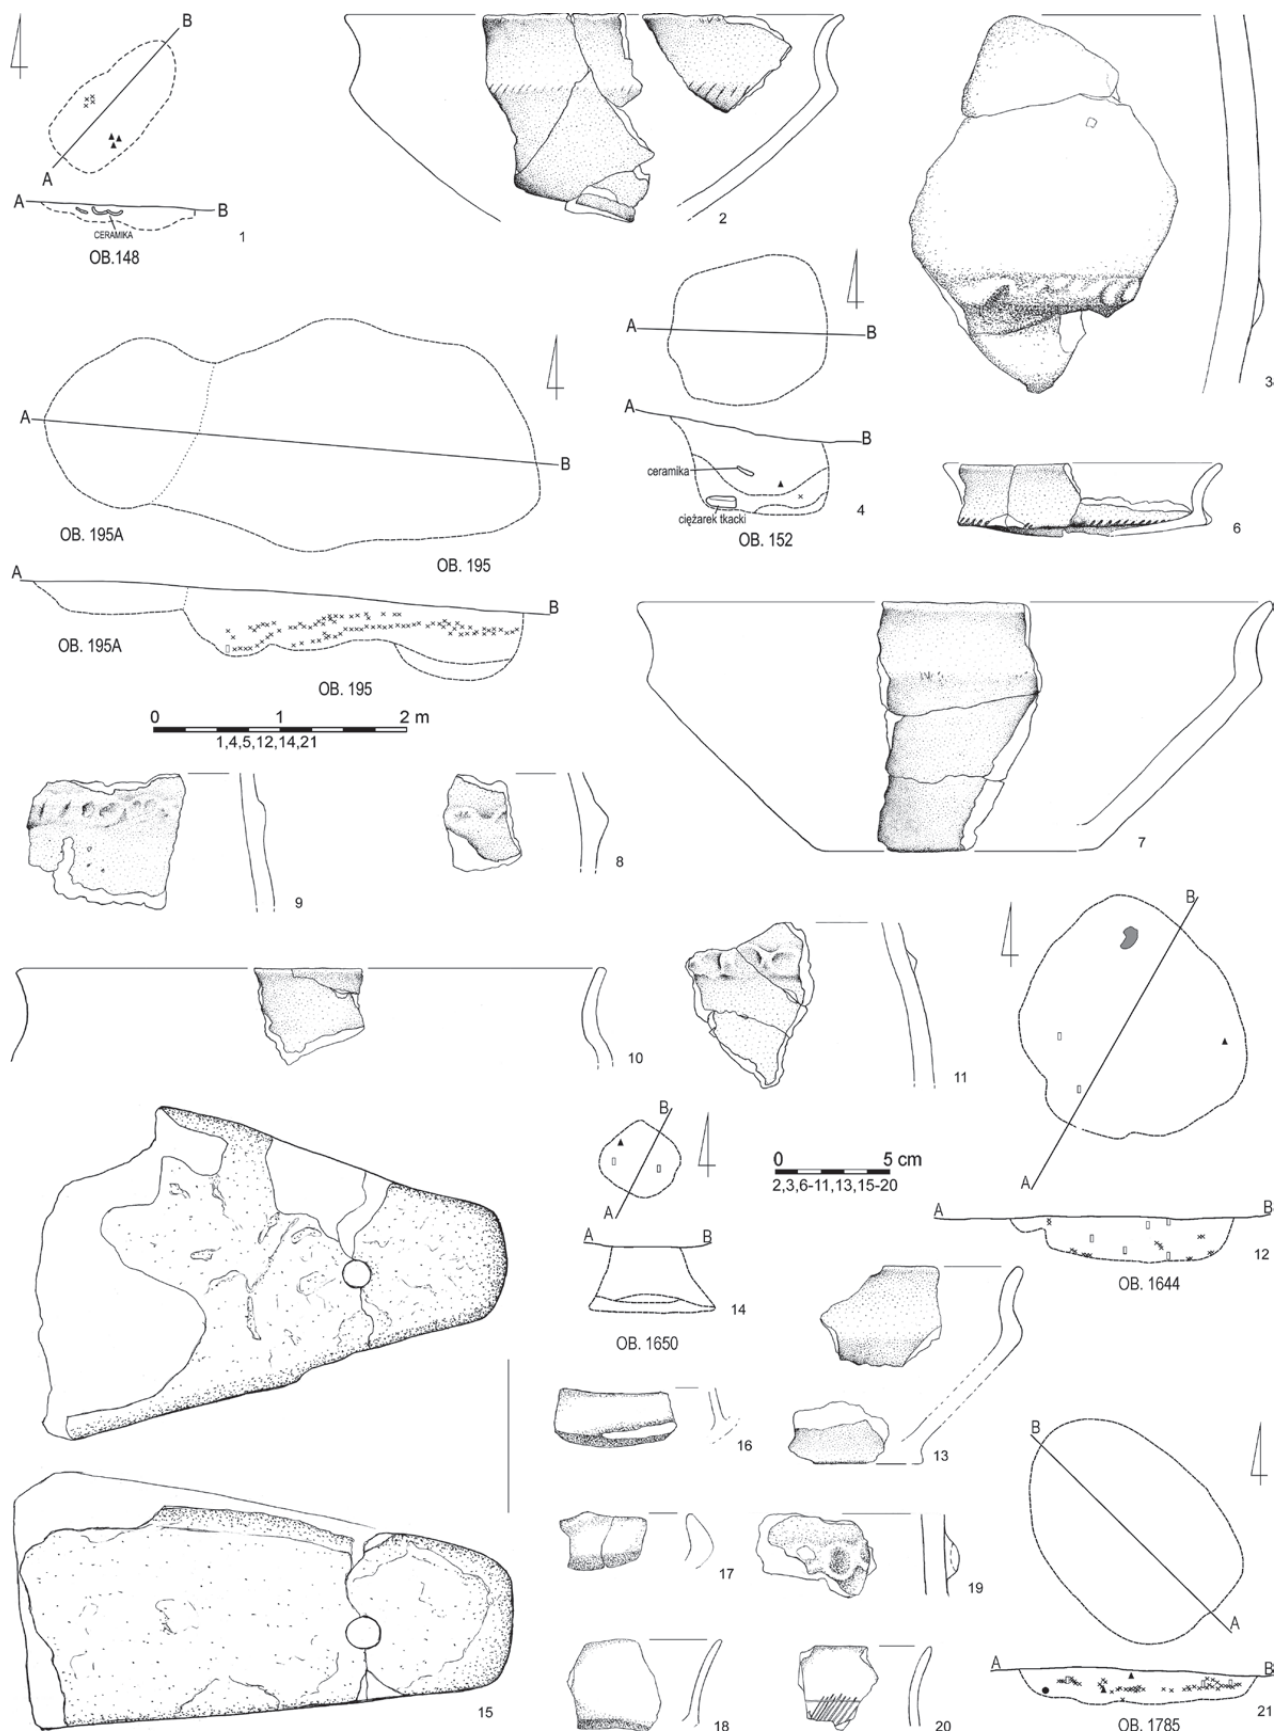 B
A
A
B
CERAMIKA
1
OB.148
2
3
A
B
A
B
ceramika
ciężarek tkacki
4
OB. 152
A
B
OB. 195A
OB. 195
A
B
OB. 195A
OB. 195
0 1 2 m
1,4,5,12,14,21
6
7
9
8
10
11
B
A
A
B
12
OB. 1644
B
A
A
B
14
OB. 1650
0 5 cm
2,3,6-11,13,15-20
13
15
16
17
18
19
20
B
A
A
B
21
OB. 1785